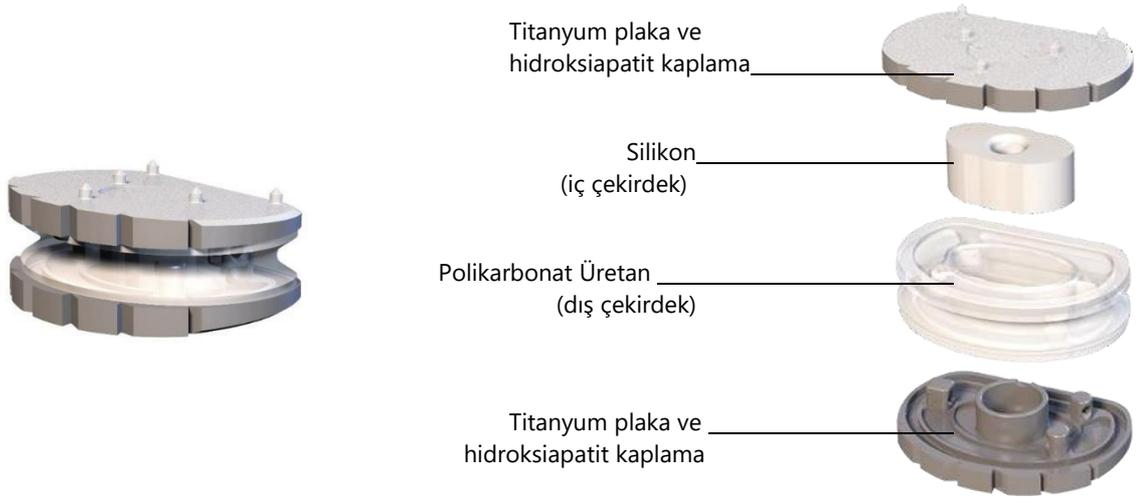 Titanyum plaka ve
hidroksiapatit kaplama
Silikon
(iç çekirdek)
Polikarbonat Üretan
(dış çekirdek)
Titanyum plaka ve
hidroksiapatit kaplama